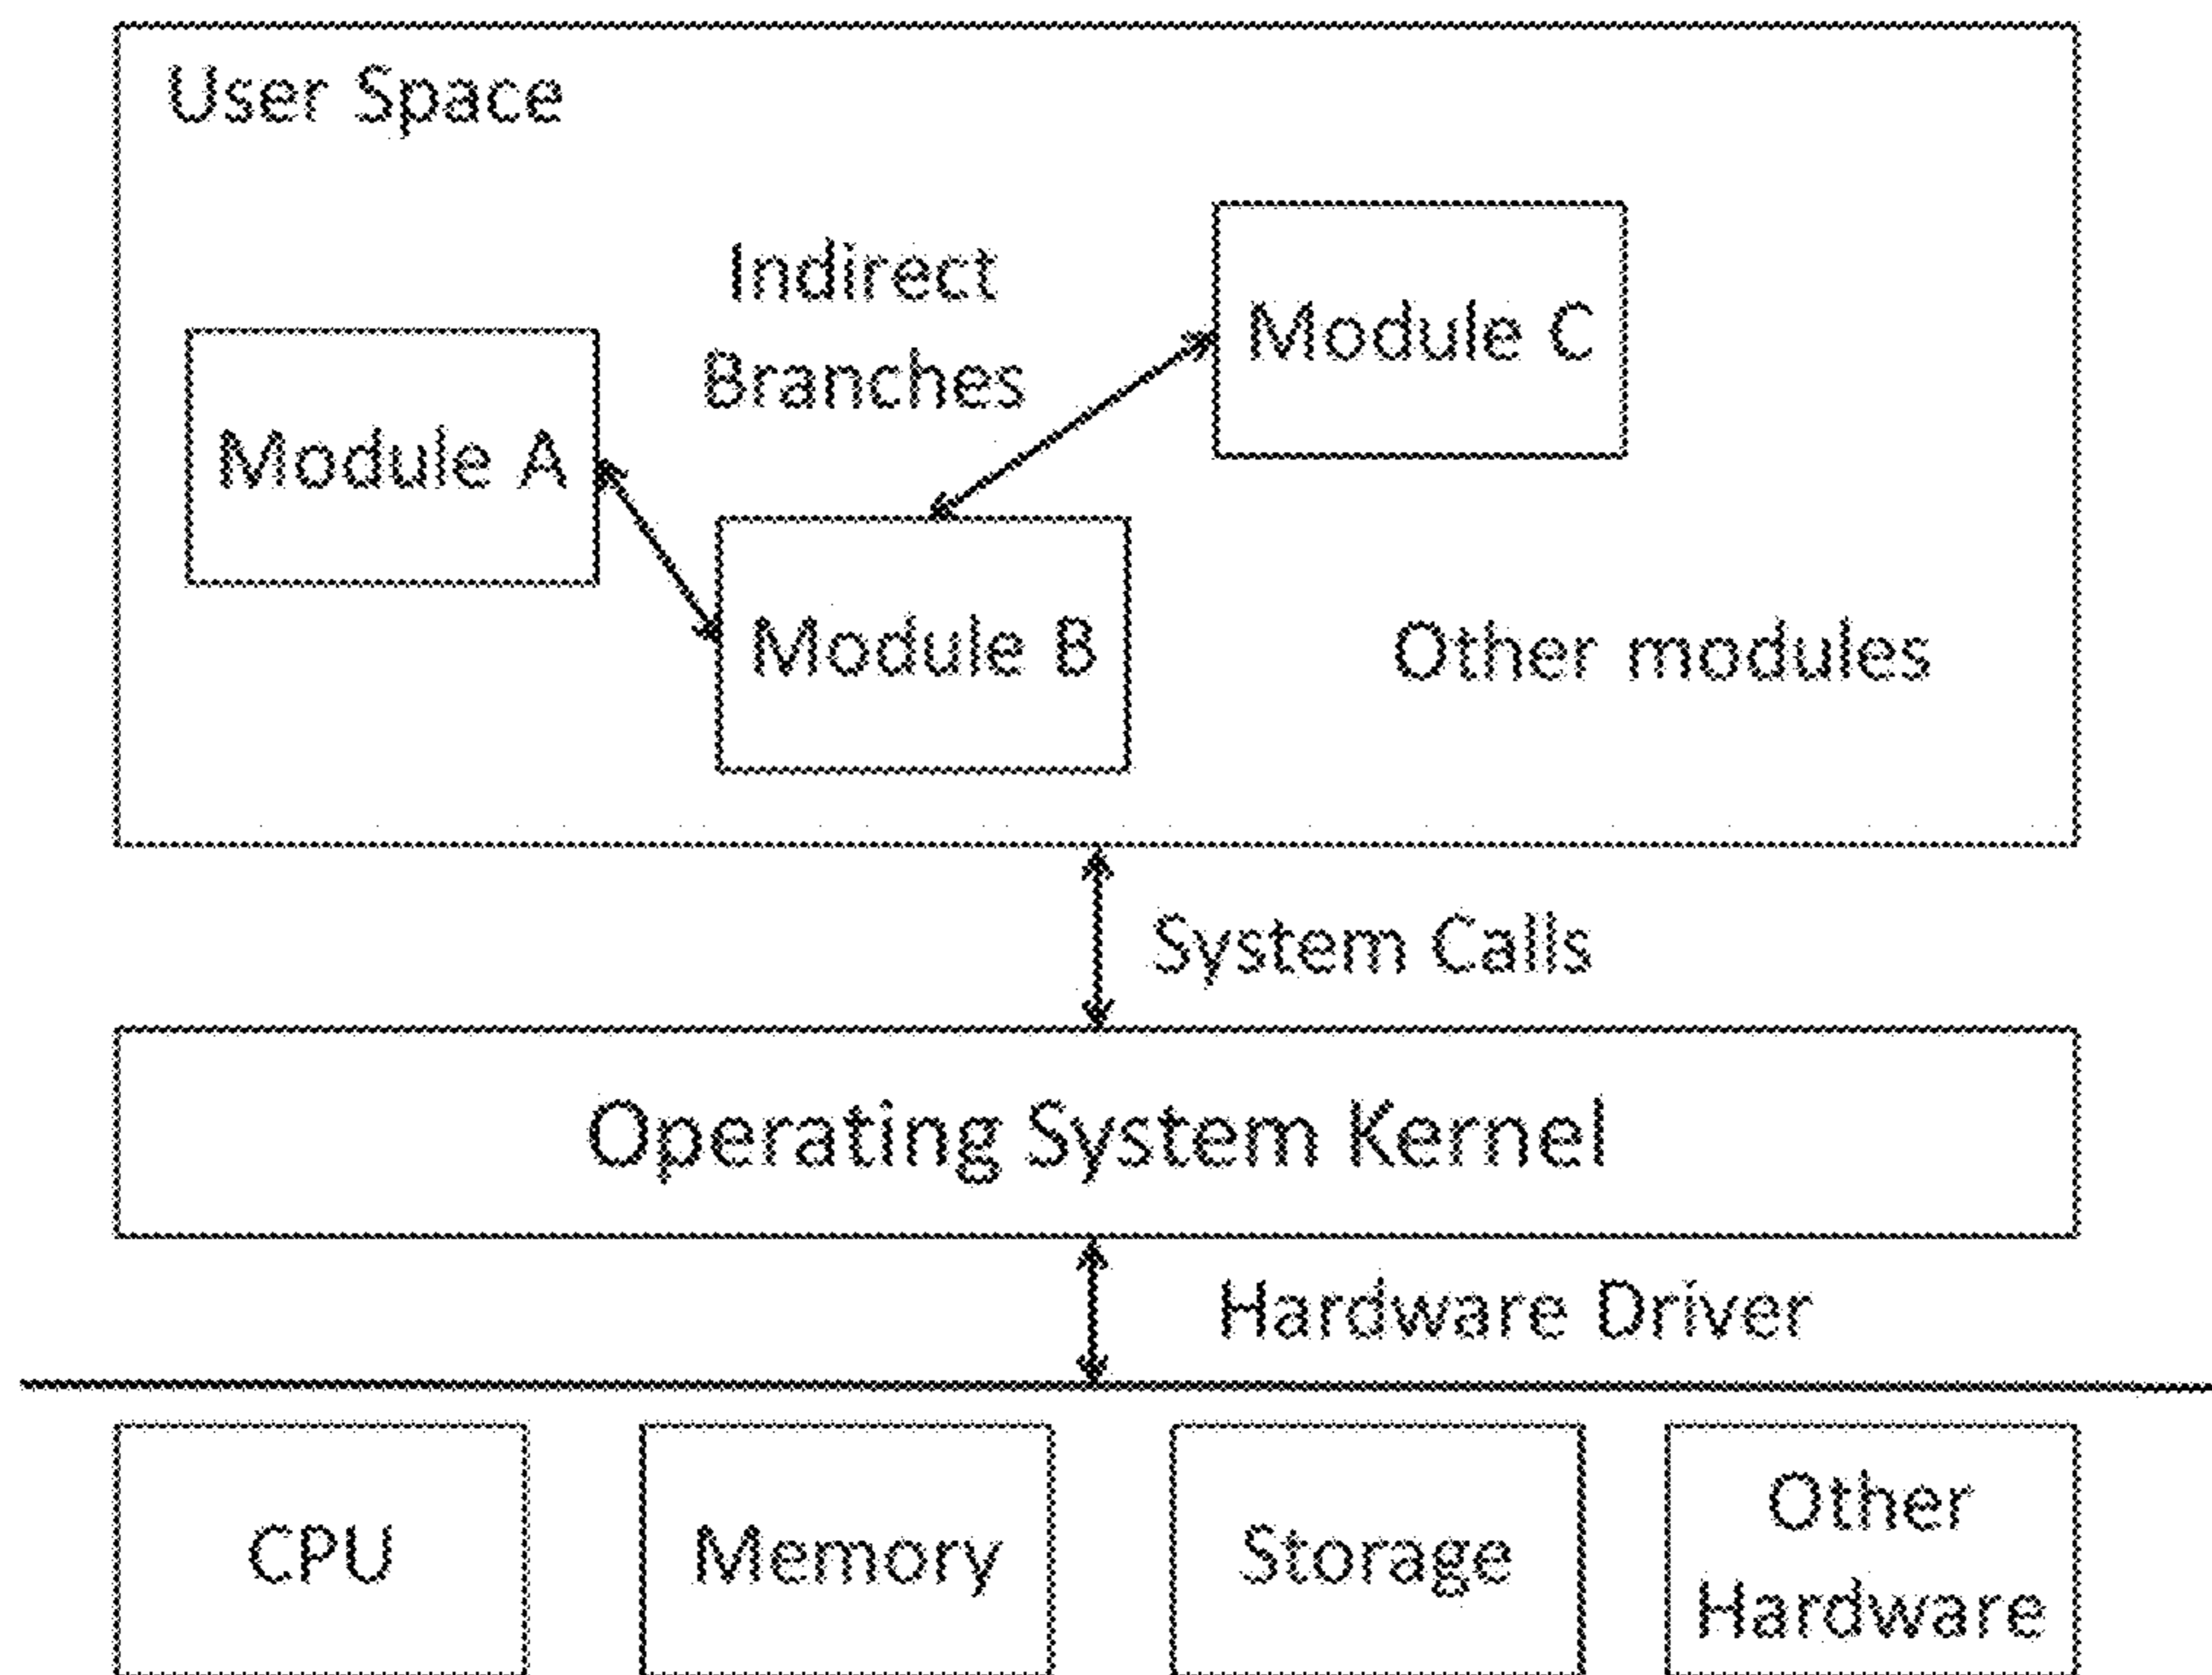 User Space
Indirect
Branches
Module C
Module A
Module B
Other modules
System Calls
Operating System Kernel
Hardware Driver
CPU
Memory
Storage
Other
Hardware